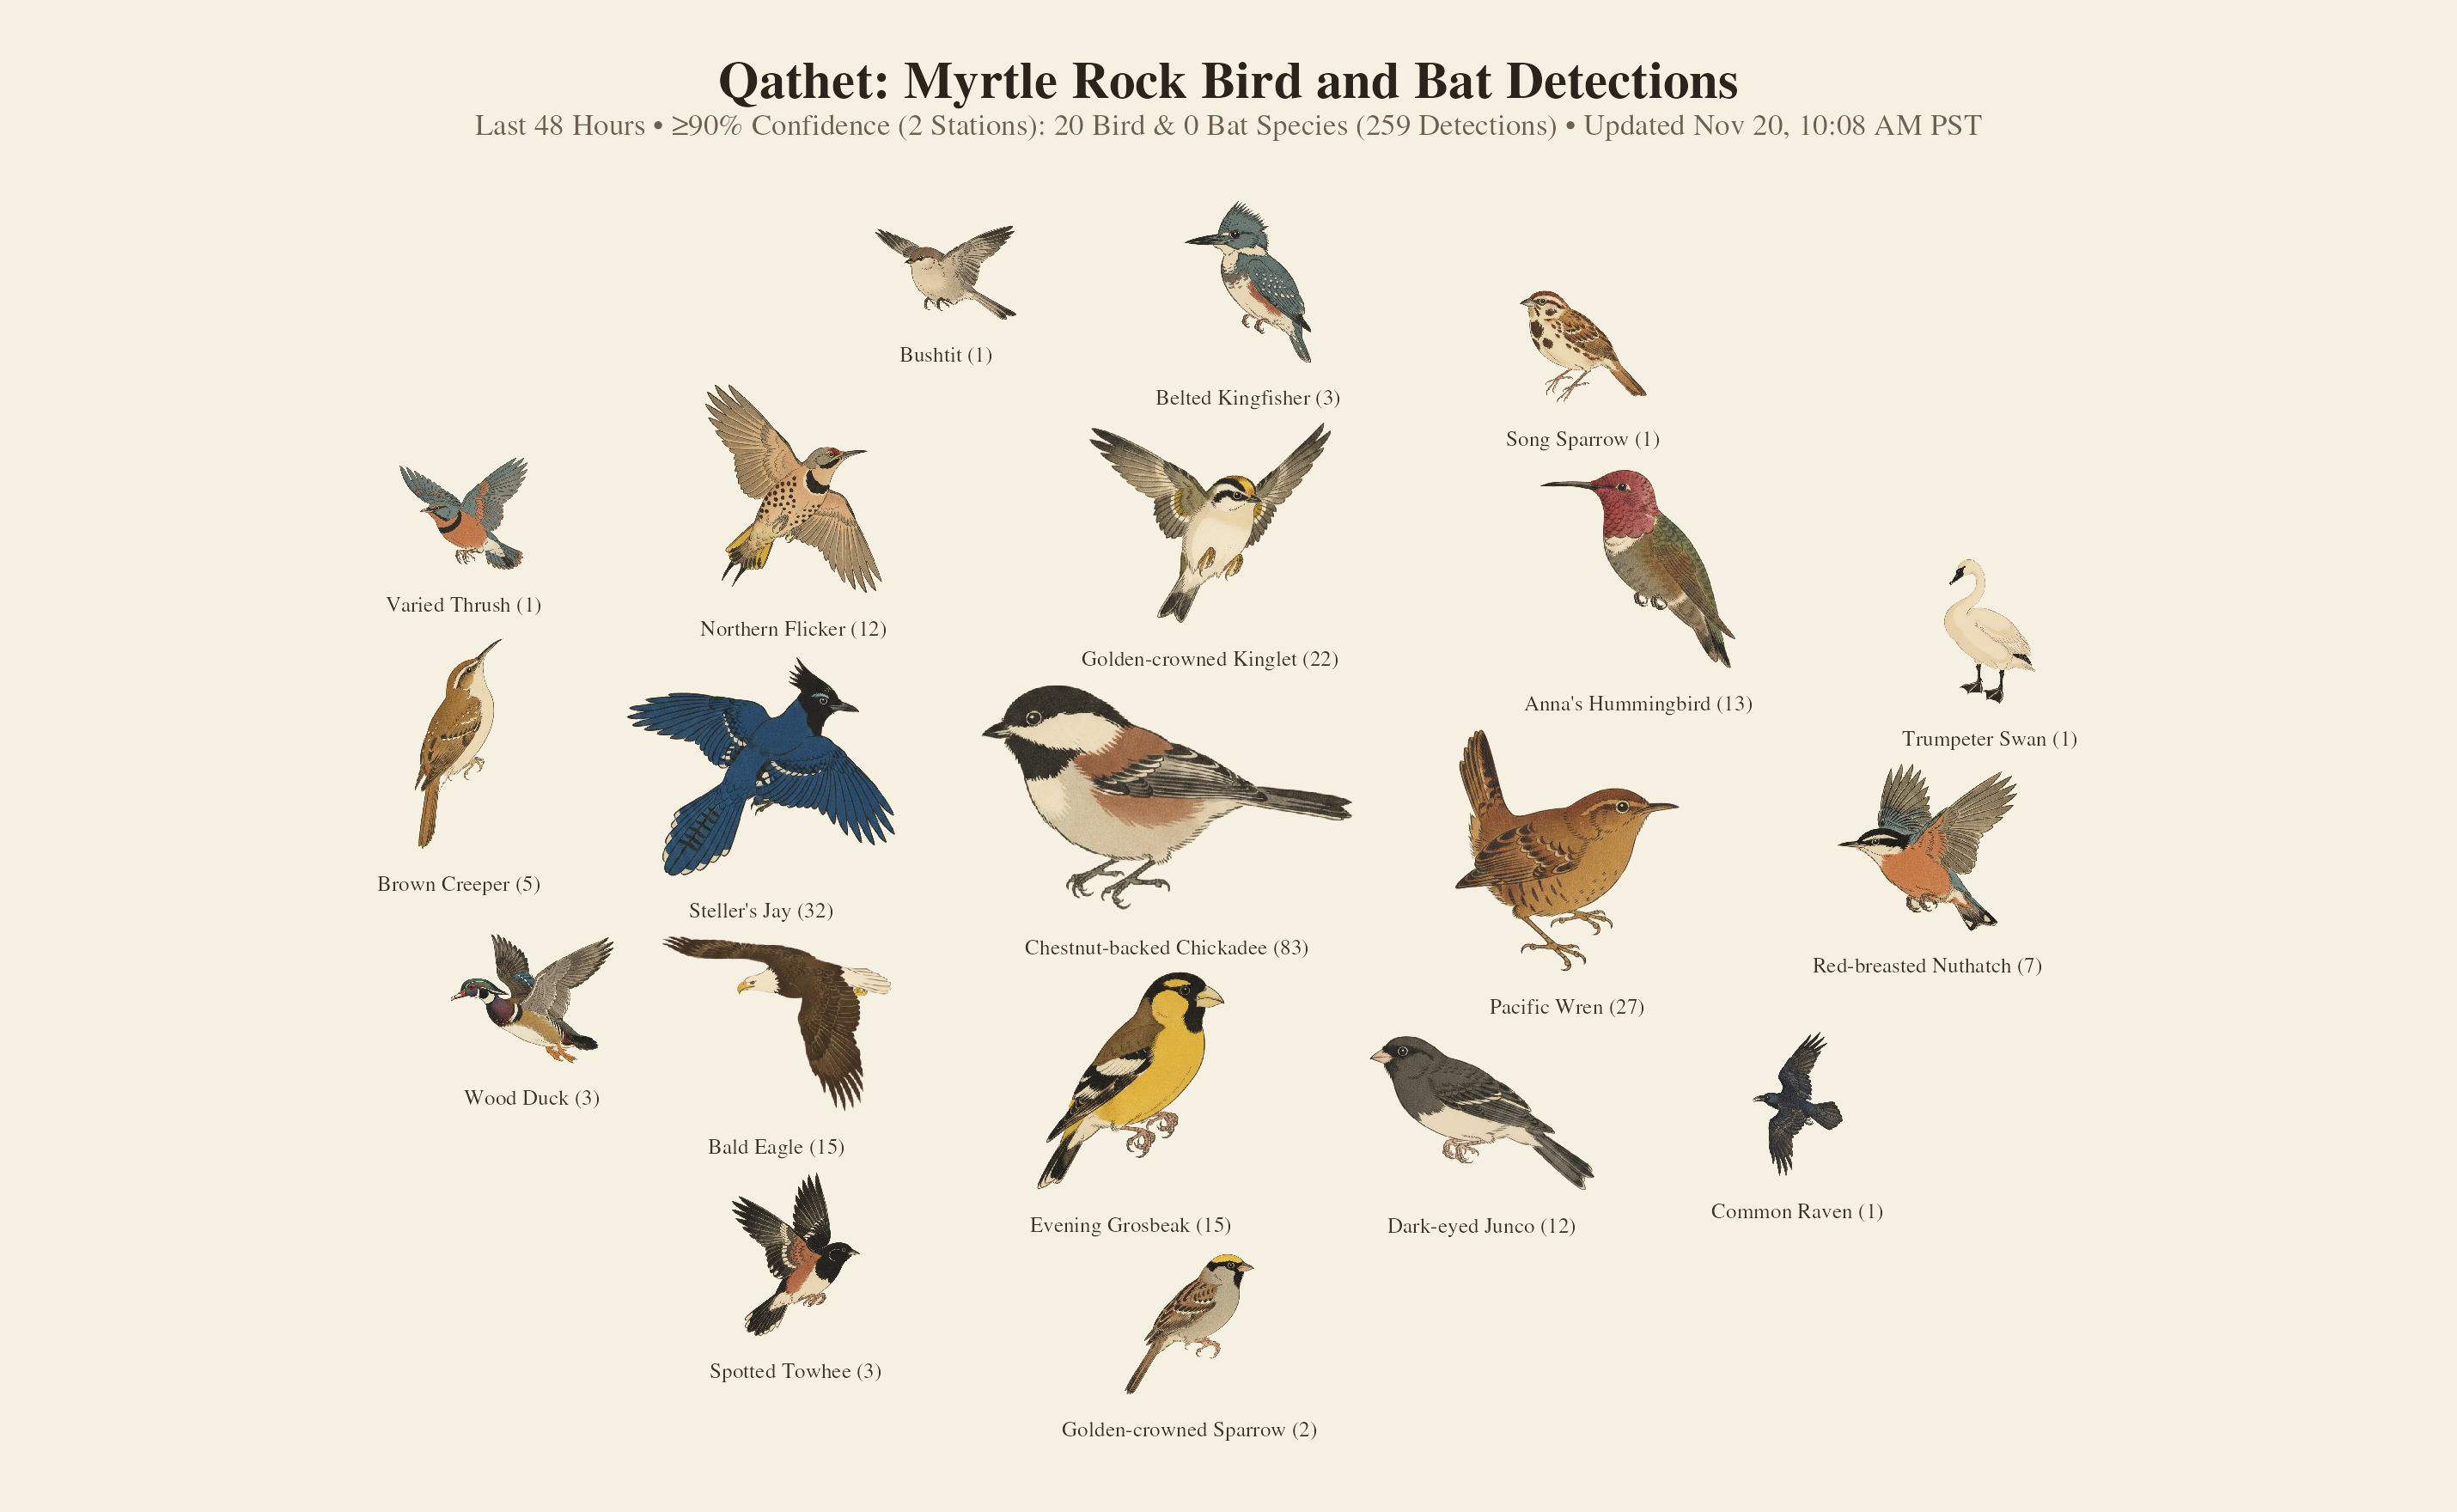 Qathet: Myrtle Rock Bird and Bat Detections
Last 48 Hours • ≥90% Confidence (2 Stations): 20 Bird & 0 Bat Species (259 Detections) • Updated Nov 20, 10:08 AM PST
Bushtit (1)
Belted Kingfisher (3)
Song Sparrow (1)
Varied Thrush (1)
Northern Flicker (12)
Golden-crowned Kinglet (22)
Anna's Hummingbird (13)
Trumpeter Swan (1)
Brown Creeper (5)
Steller's Jay (32)
Chestnut-backed Chickadee (83)
Pacific Wren (27)
Red-breasted Nuthatch (7)
Wood Duck (3)
Bald Eagle (15)
Evening Grosbeak (15)
Dark-eyed Junco (12)
Common Raven (1)
Spotted Towhee (3)
Golden-crowned Sparrow (2)